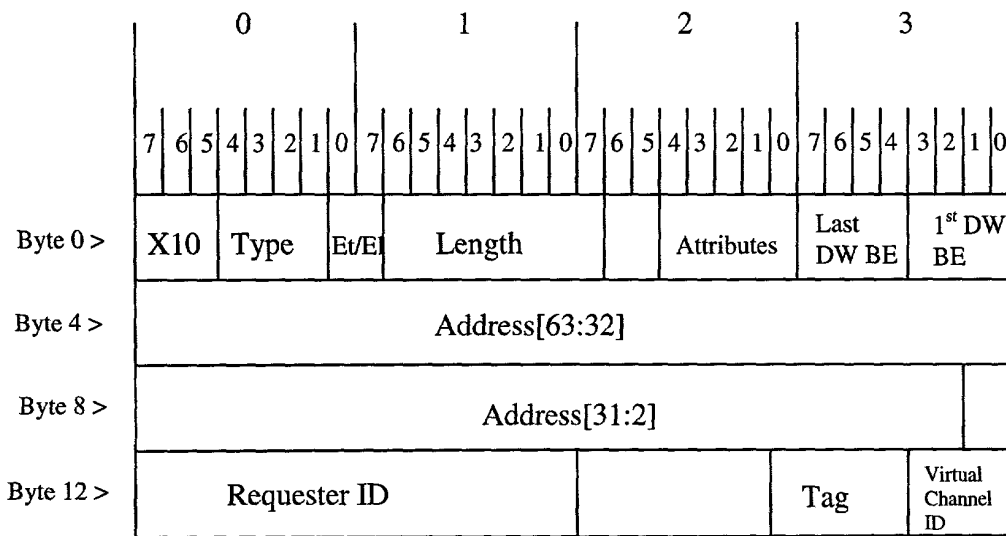 0 1 2 3
7 6 5 4 3 2 1 0 7 6 5 4 3 2 1 0 7 6 5 4 3 2 1 0 7 6 5 4 3 2 1 0
Byte 0 > X10 Type Et/El Length Attributes Last DW BE 1st DW BE
Byte 4 > Address[63:32]
Byte 8 > Address[31:2]
Byte 12 > Requester ID Tag Virtual Channel ID